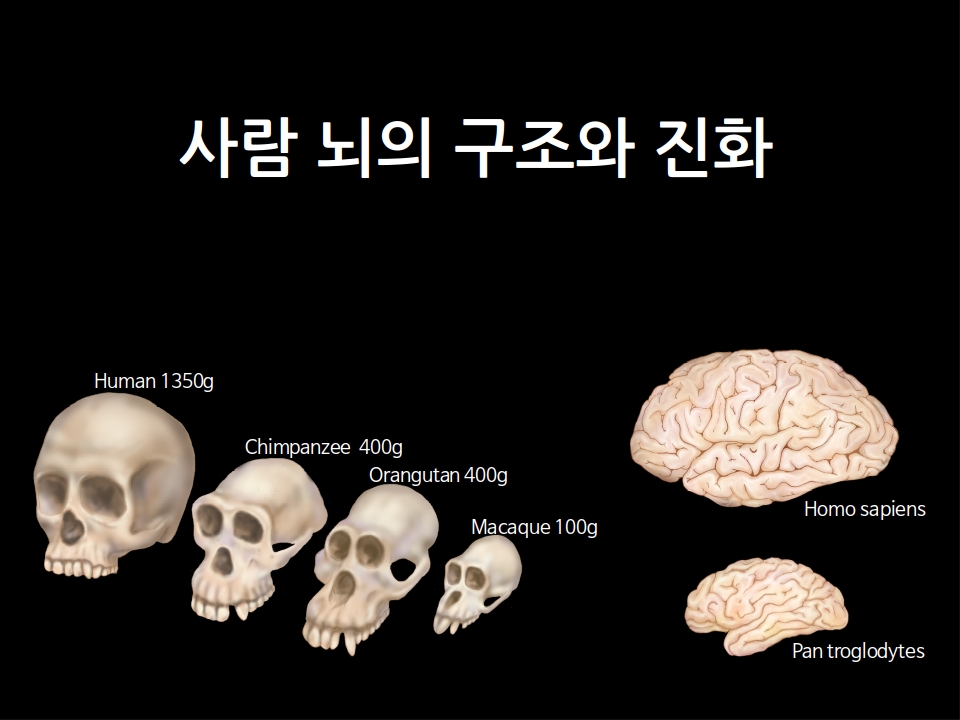 사람 뇌의 구조와 진화
Human 1350g
Chimpanzee  400g
Orangutan 400g
Macaque 100g
Homo sapiens
Pan troglodytes